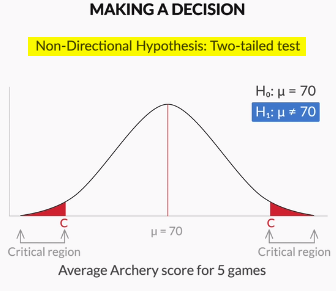 MAKING A DECISION
Non-Directional Hypothesis: Two-tailed test
H₀: μ = 70
H₁: μ ≠ 70
C
C
μ = 70
Critical region
Critical region
Average Archery score for 5 games